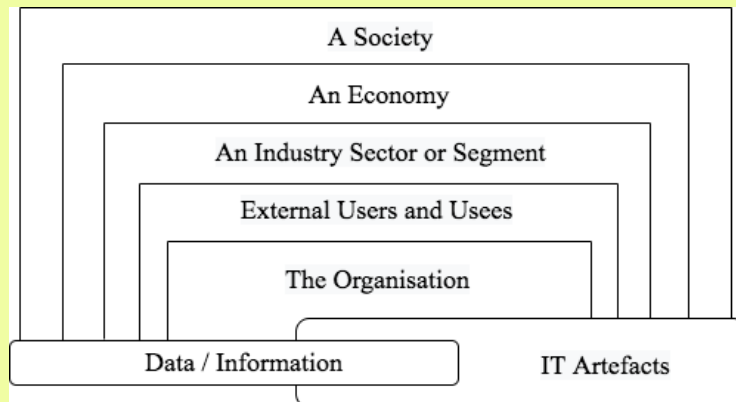 A Society
An Economy
An Industry Sector or Segment
External Users and Usees
The Organisation
Data / Information
IT Artefacts